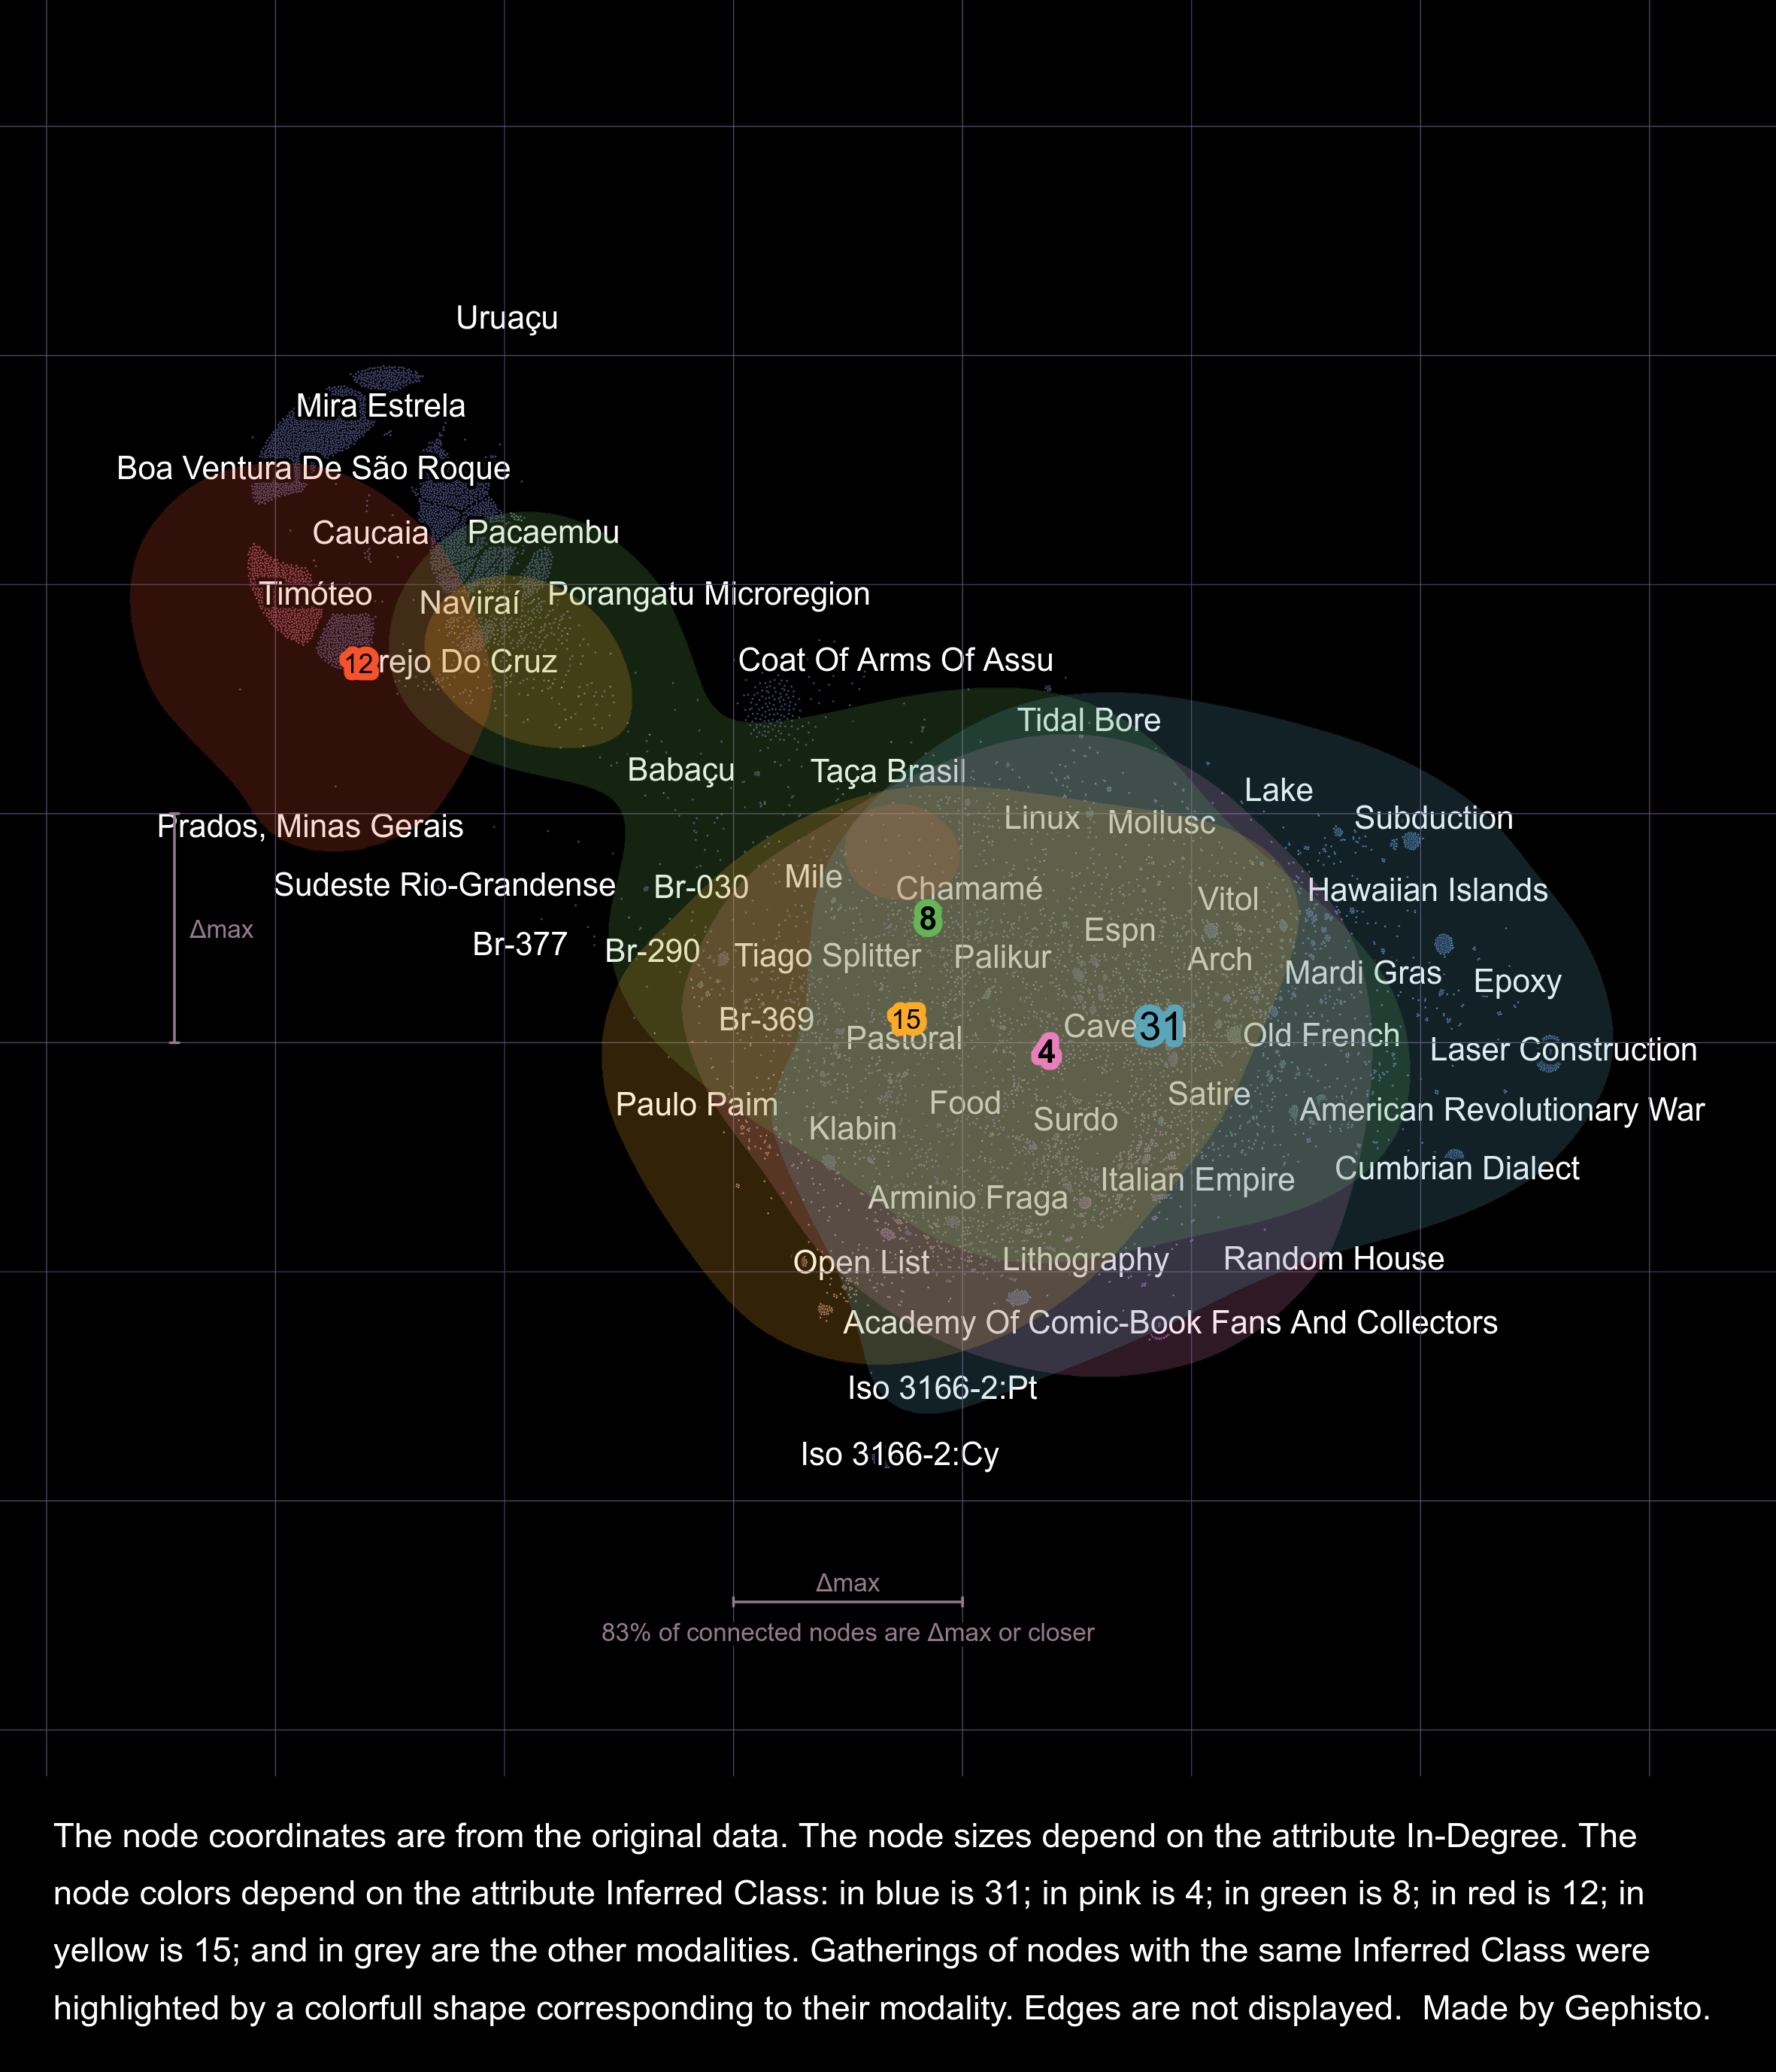 Uruaçu
Mira Estrela
Boa Ventura De São Roque
Caucaia
Pacaembu
Timóteo
Naviraí
Porangatu Microregion
12
rejo Do Cruz
Coat Of Arms Of Assu
Tidal Bore
Babaçu
Taça Brasil
Lake
Prados, Minas Gerais
Linux
Mollusc
Subduction
Sudeste Rio-Grandense
Br-030
Mile
Chamamé
Vitol
Hawaiian Islands
8
Δmax
Br-377
Br-290
Tiago Splitter
Palikur
Espn
Arch
Mardi Gras
Epoxy
Br-369
15
Pastoral
4
31
Old French
Laser Construction
Paulo Paim
Klabin
Food
Surdo
Satire
American Revolutionary War
Arminio Fraga
Italian Empire
Cumbrian Dialect
Open List
Lithography
Random House
Academy Of Comic-Book Fans And Collectors
Iso 3166-2:Pt
Iso 3166-2:Cy
Δmax
83% of connected nodes are Δmax or closer
The node coordinates are from the original data. The node sizes depend on the attribute In-Degree. The
node colors depend on the attribute Inferred Class: in blue is 31; in pink is 4; in green is 8; in red is 12; in
yellow is 15; and in grey are the other modalities. Gatherings of nodes with the same Inferred Class were
highlighted by a colorfull shape corresponding to their modality. Edges are not displayed.  Made by Gephisto.